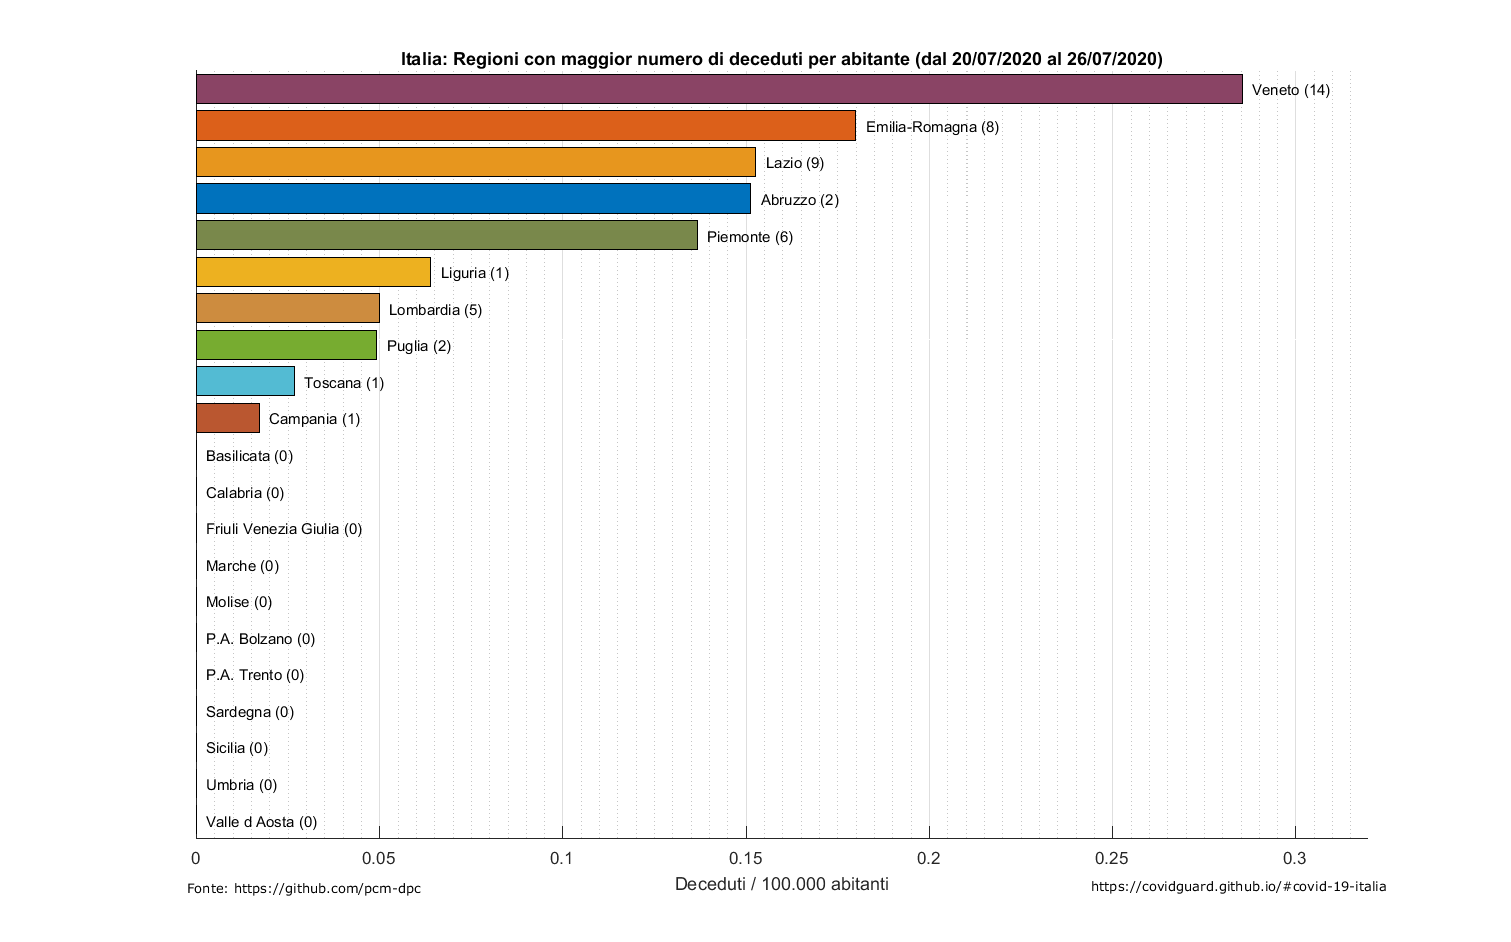 Italia: Regioni con maggior numero di deceduti per abitante (dal 20/07/2020 al 26/07/2020)
Veneto (14)
Emilia-Romagna (8)
Lazio (9)
Abruzzo (2)
Piemonte (6)
Liguria (1)
Lombardia (5)
Puglia (2)
Toscana (1)
Campania (1)
Basilicata (0)
Calabria (0)
Friuli Venezia Giulia (0)
Marche (0)
Molise (0)
P.A. Bolzano (0)
P.A. Trento (0)
Sardegna (0)
Sicilia (0)
Umbria (0)
Valle d Aosta (0)
0 0.05 0.1 0.15 0.2 0.25 0.3
Deceduti / 100.000 abitanti
Fonte: https://github.com/pcm-dpc
https://covidguard.github.io/#covid-19-italia